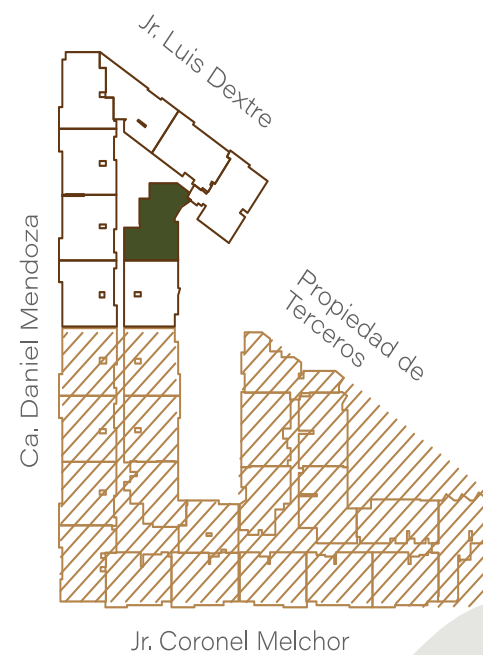 Jr. Luis Dextre
Ca. Daniel Mendoza
Propiedad de
Terceros
Jr. Coronel Melchor